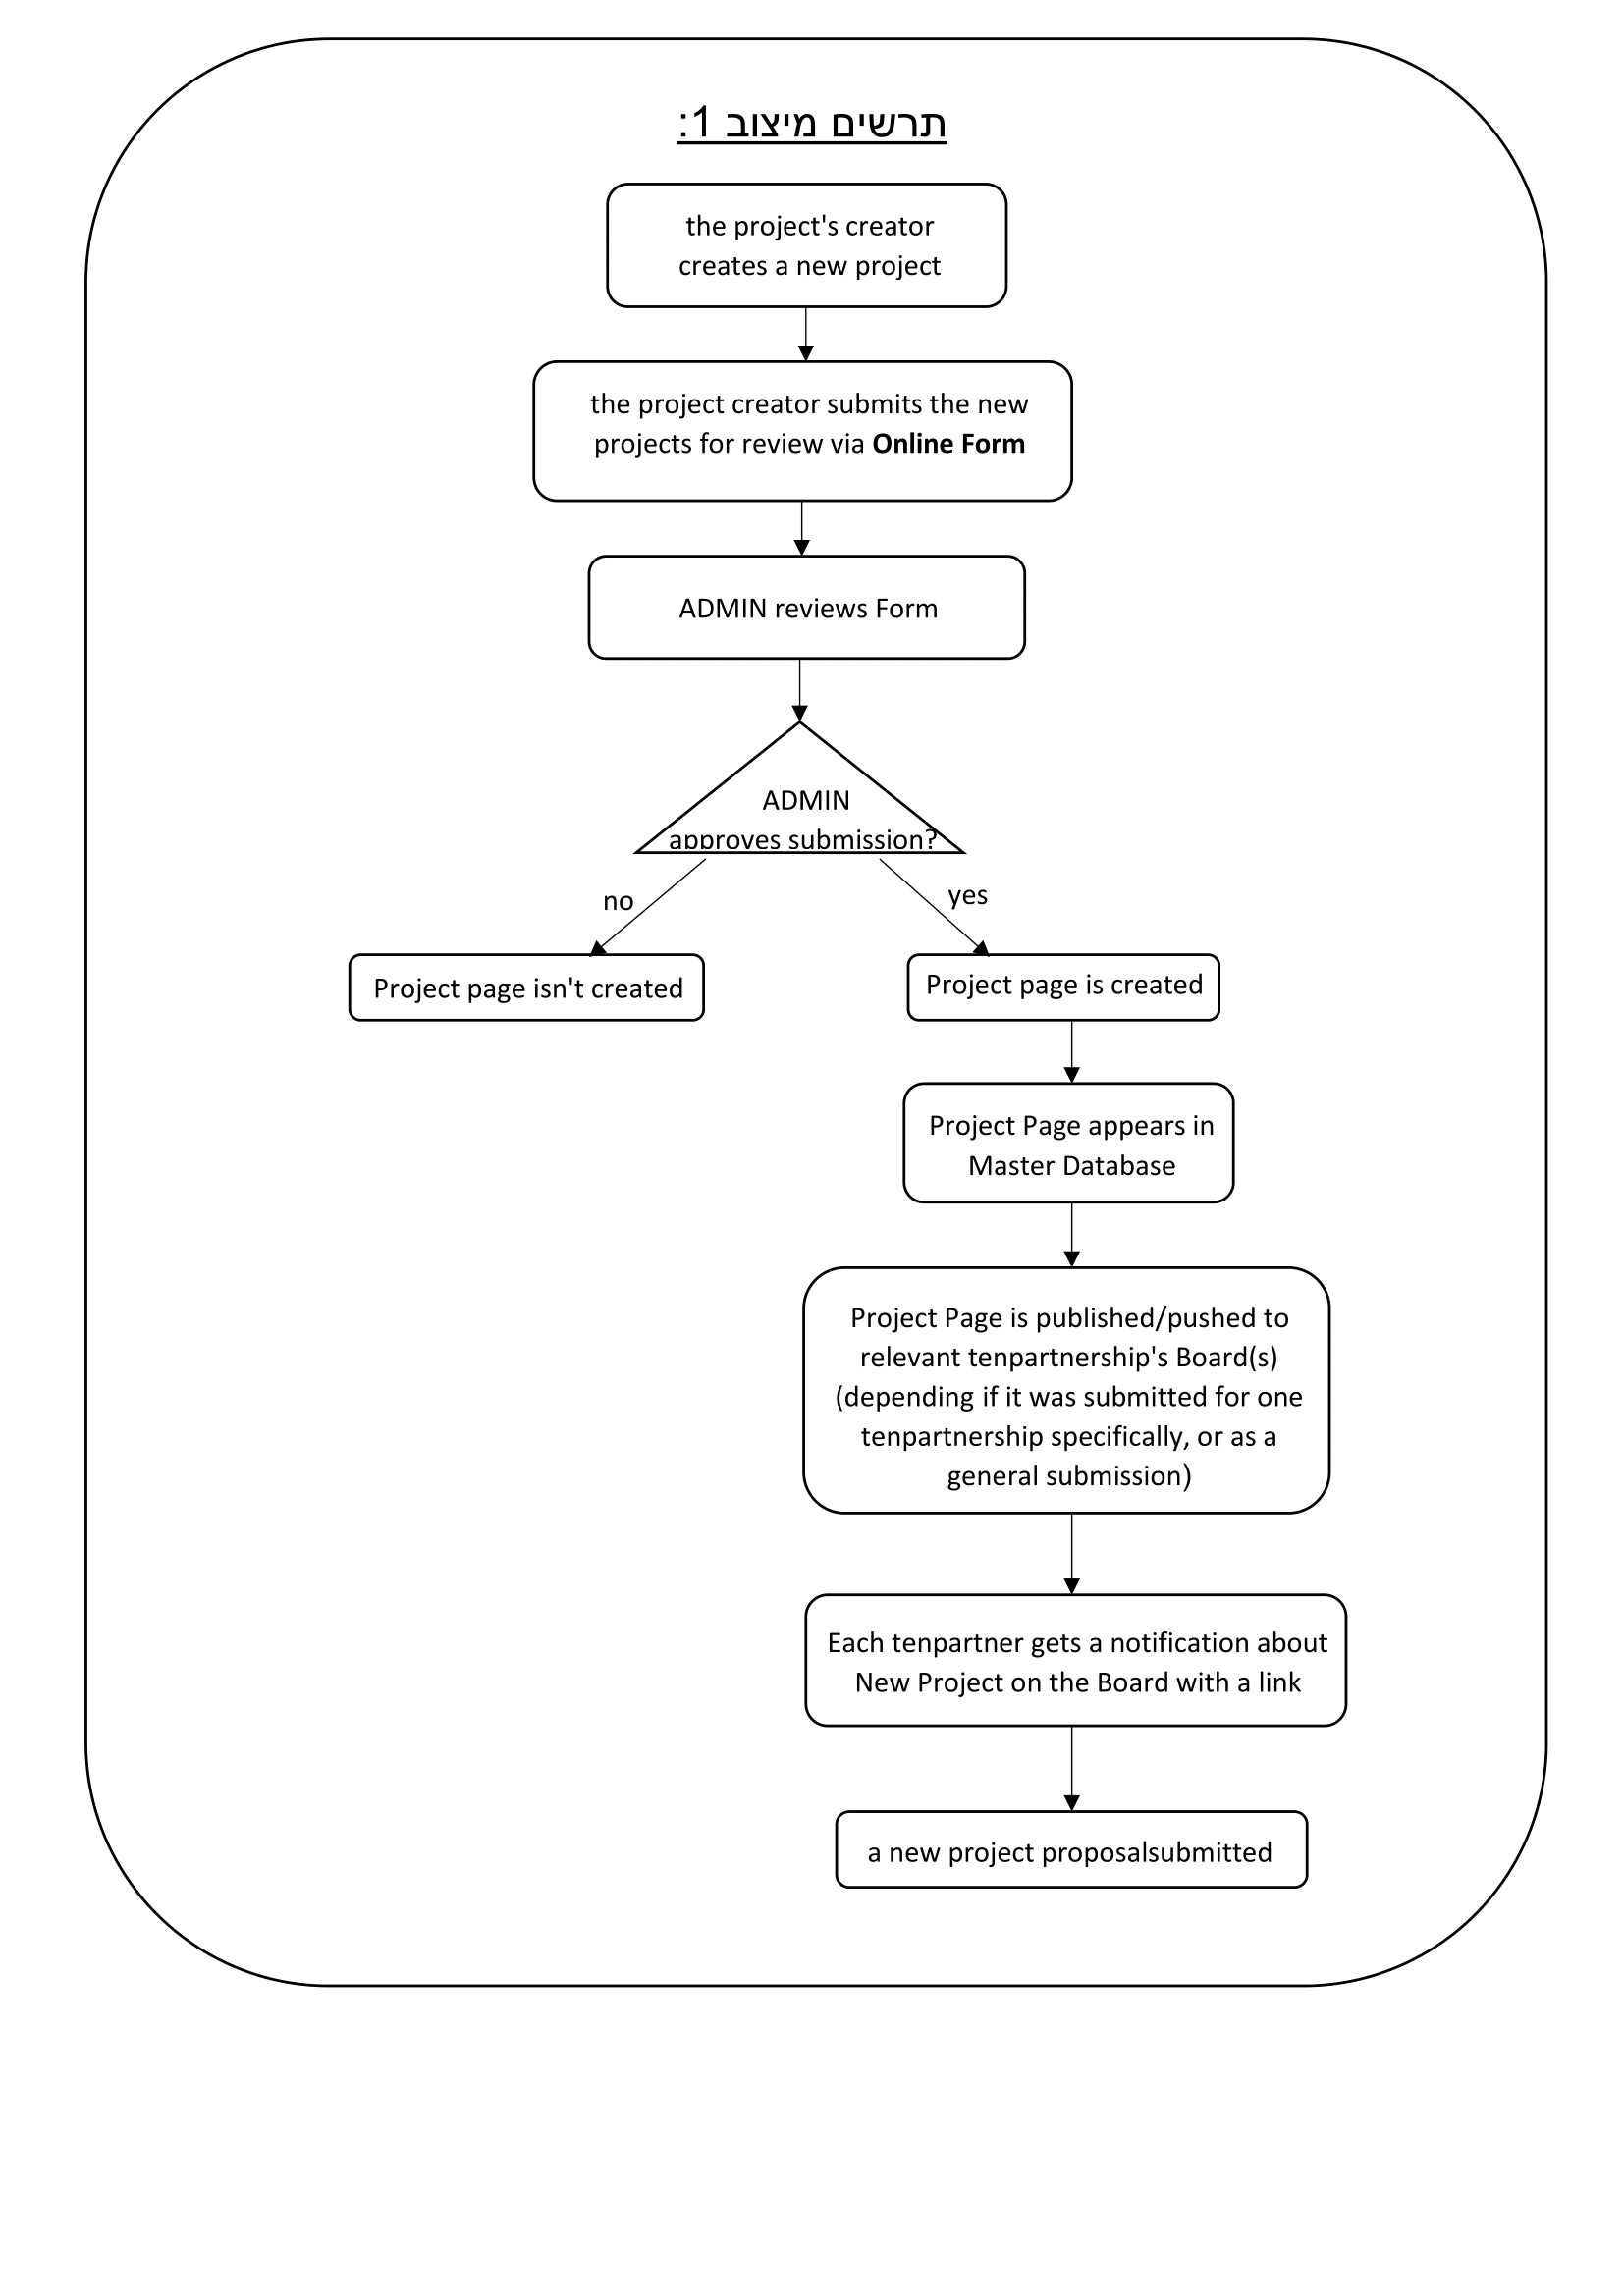 תרשים מיצוב 1:
the project's creator
creates a new project
the project creator submits the new
projects for review via Online Form
ADMIN reviews Form
ADMIN
approves submission?
no
yes
Project page isn't created
Project page is created
Project Page appears in
Master Database
Project Page is published/pushed to
relevant tenpartnership's Board(s)
(depending if it was submitted for one
tenpartnership specifically, or as a
general submission)
Each tenpartner gets a notification about
New Project on the Board with a link
a new project proposalsubmitted